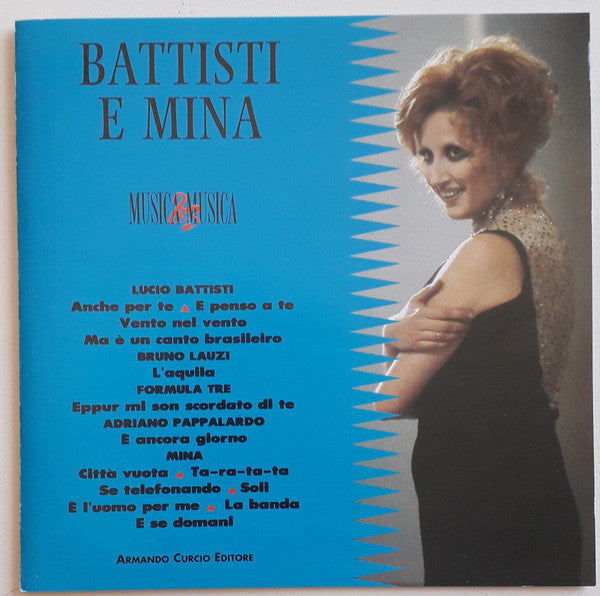 BATTISTI
E MINA
MUSICA & MUSICA
LUCIO BATTISTI
Anche per te ▲ E penso a te
Vento nel vento
Ma è un canto brasileiro
BRUNO LAUZI
L'aquila
FORMULA TRE
Eppur mi son scordato di te
ADRIANO PAPPALARDO
È ancora giorno
MINA
Città vuota ▲ Ta-ra-ta-ta
Se telefonando ▲ Soli
È l'uomo per me ▲ La banda
E se domani
ARMANDO CURCIO EDITORE